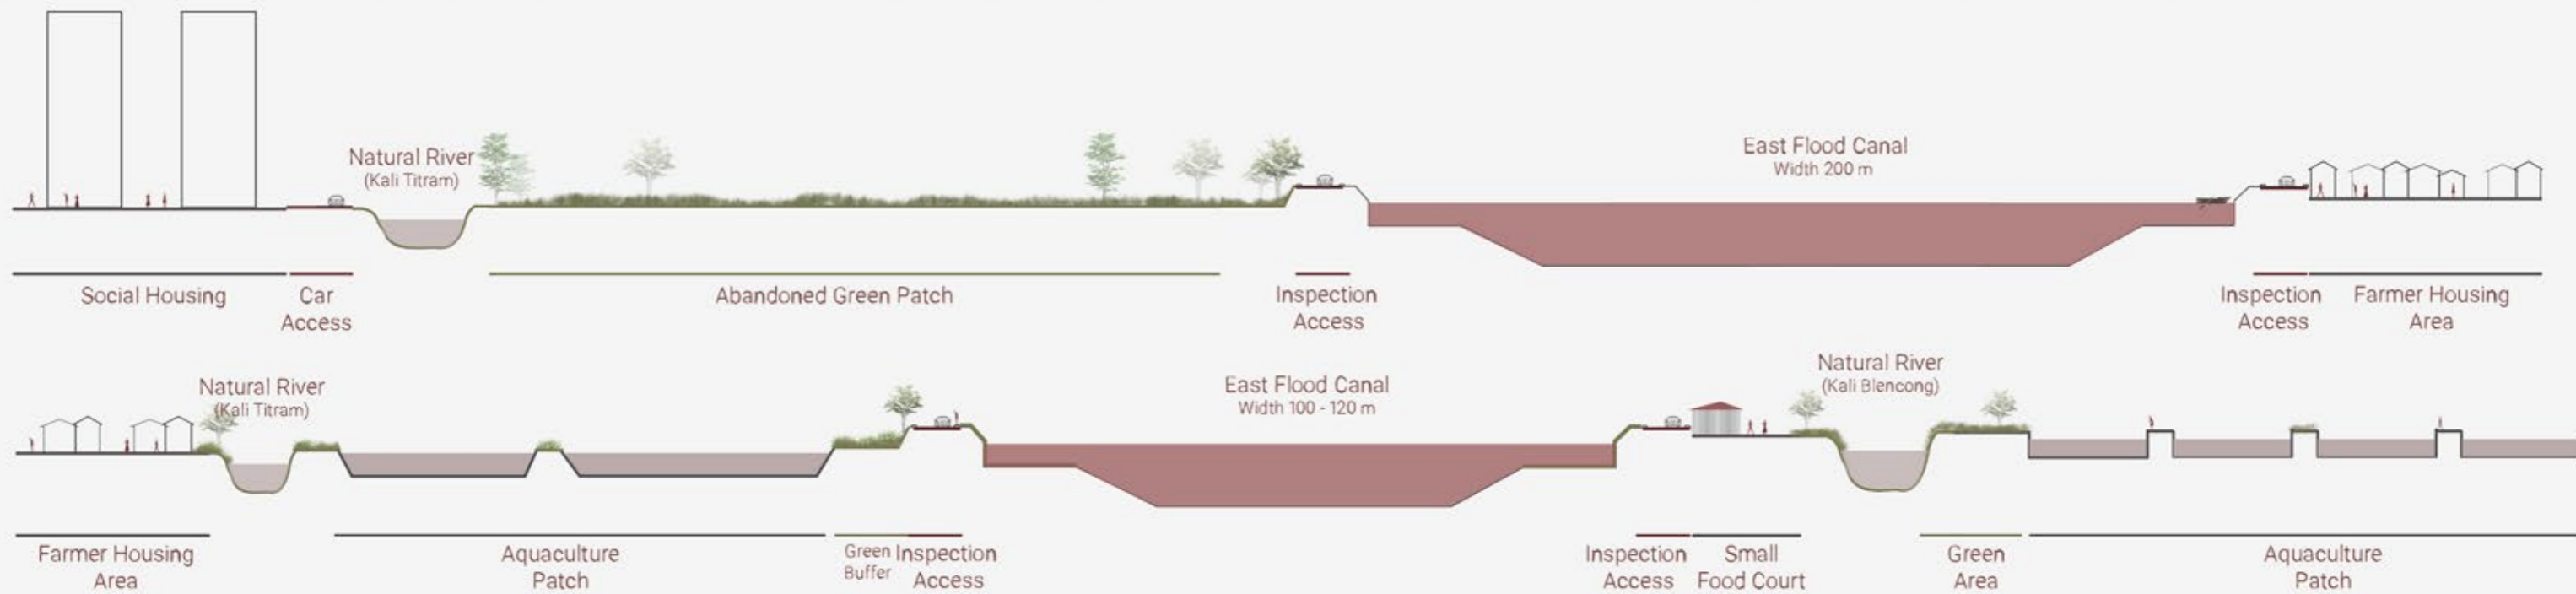 Natural River
(Kali Titram)
East Flood Canal
Width 200 m
Social Housing
Car
Access
Abandoned Green Patch
Inspection
Access
Inspection
Access
Farmer Housing
Area
Natural River
(Kali Titram)
East Flood Canal
Width 100 - 120 m
Natural River
(Kali Blencong)
Farmer Housing
Area
Aquaculture
Patch
Green
Buffer
Inspection
Access
Inspection
Access
Small
Food Court
Green
Area
Aquaculture
Patch